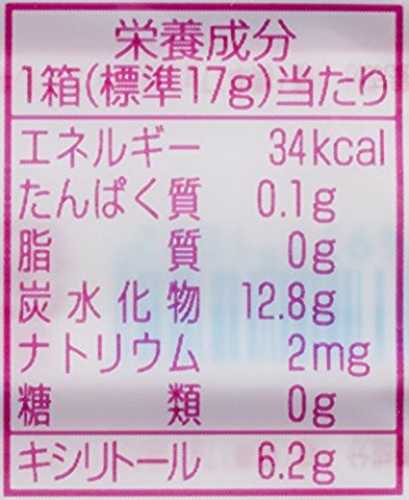 栄養成分
1箱(標準17g)当たり
エネルギー 34kcal
たんぱく質 0.1g
脂質 0g
炭水化物 12.8g
ナトリウム 2mg
糖類 0g
キシリトール 6.2g